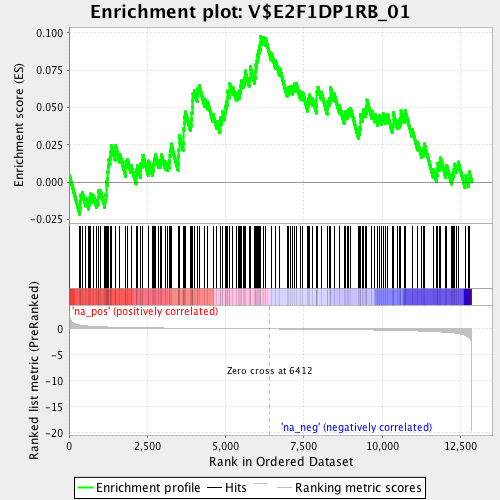 Enrichment plot: V$E2F1DP1RB_01
Enrichment score (ES)
0.100
0.075
0.050
0.025
0.000
-0.025
'na_pos' (positively correlated)
Ranked list metric (PreRanked)
0
-5
-10
-15
-20
Zero cross at 6412
'na_neg' (negatively correlated)
0
2,500
5,000
7,500
10,000
12,500
Rank in Ordered Dataset
Enrichment profile
Hits
Ranking metric scores